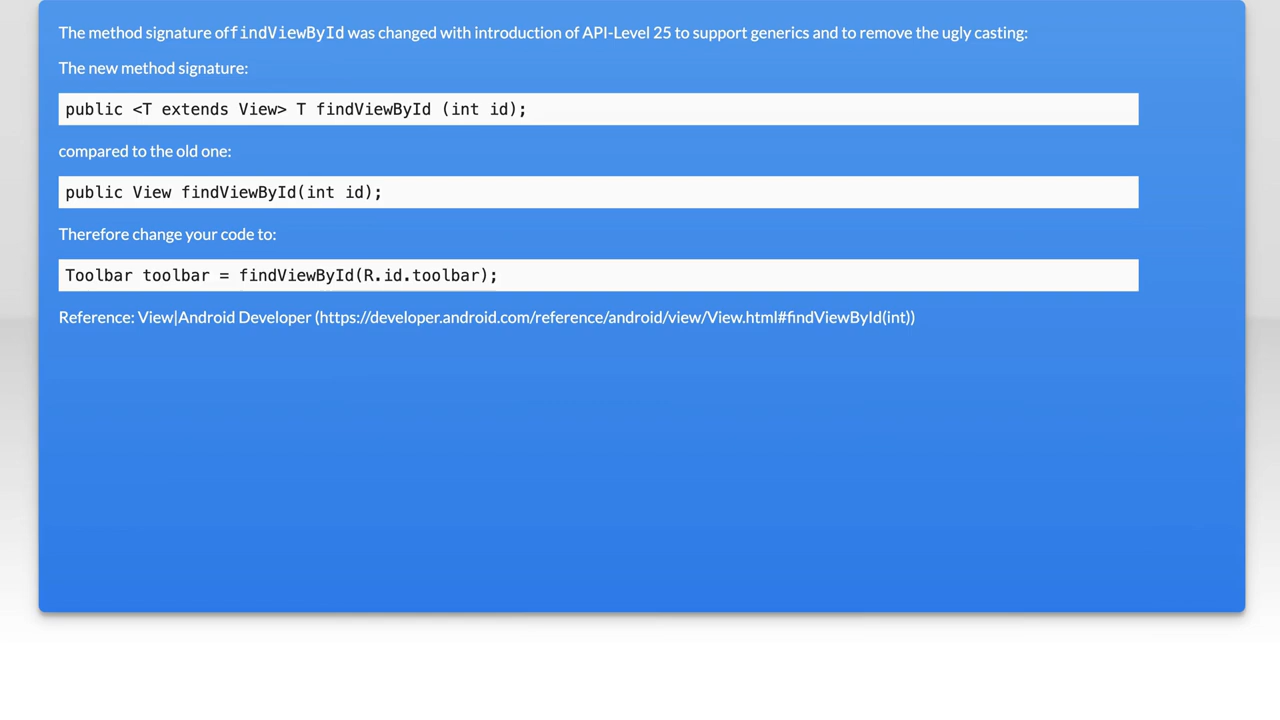 The method signature offindViewById was changed with introduction of API-Level 25 to support generics and to remove the ugly casting:
The new method signature:
public <T extends View> T findViewById (int id);
compared to the old one:
public View findViewById(int id);
Therefore change your code to:
Toolbar toolbar = findViewById(R.id.toolbar);
Reference: View|Android Developer (https://developer.android.com/reference/android/view/View.html#findViewById(int))